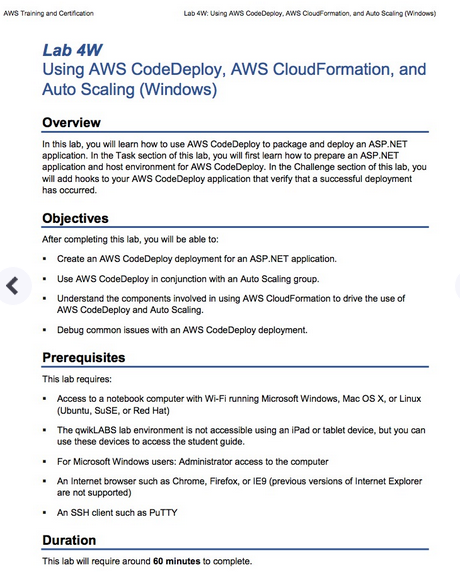 AWS Training and Certification
Lab 4W: Using AWS CodeDeploy, AWS CloudFormation, and Auto Scaling (Windows)
Lab 4W
Using AWS CodeDeploy, AWS CloudFormation, and
Auto Scaling (Windows)
Overview
In this lab, you will learn how to use AWS CodeDeploy to package and deploy an ASP.NET
application. In the Task section of this lab, you will first learn how to prepare an ASP.NET
application and host environment for AWS CodeDeploy. In the Challenge section of this lab, you
will add hooks to your AWS CodeDeploy application that verify that a successful deployment
has occurred.
Objectives
After completing this lab, you will be able to:
▪ Create an AWS CodeDeploy deployment for an ASP.NET application.
▪ Use AWS CodeDeploy in conjunction with an Auto Scaling group.
▪ Understand the components involved in using AWS CloudFormation to drive the use of
AWS CodeDeploy and Auto Scaling.
▪ Debug common issues with an AWS CodeDeploy deployment.
Prerequisites
This lab requires:
▪ Access to a notebook computer with Wi-Fi running Microsoft Windows, Mac OS X, or Linux
(Ubuntu, SuSE, or Red Hat)
▪ The qwikLABS lab environment is not accessible using an iPad or tablet device, but you can
use these devices to access the student guide.
▪ For Microsoft Windows users: Administrator access to the computer
▪ An Internet browser such as Chrome, Firefox, or IE9 (previous versions of Internet Explorer
are not supported)
▪ An SSH client such as PuTTY
Duration
This lab will require around 60 minutes to complete.